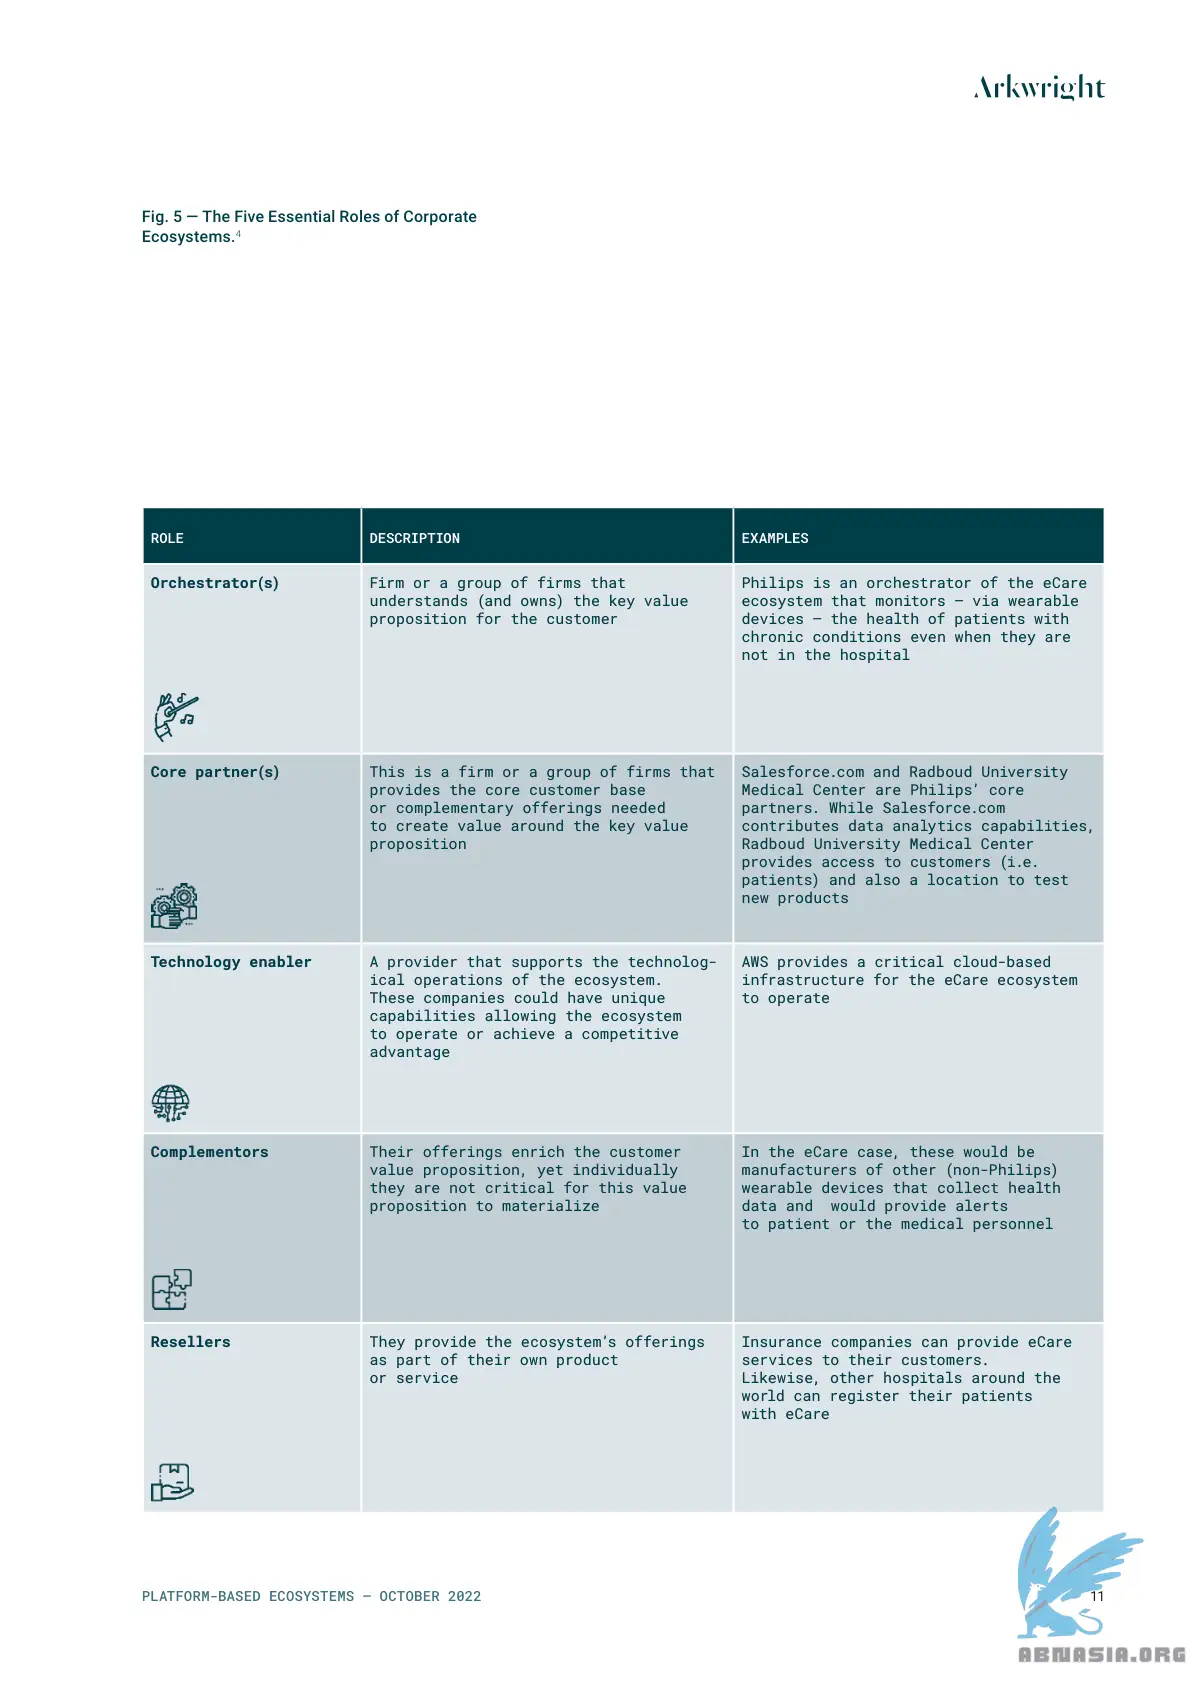 Arkwright
Fig. 5 — The Five Essential Roles of Corporate
Ecosystems.4
ROLE
DESCRIPTION
EXAMPLES
Orchestrator(s)
Firm or a group of firms that
understands (and owns) the key value
proposition for the customer
Philips is an orchestrator of the eCare
ecosystem that monitors – via wearable
devices – the health of patients with
chronic conditions even when they are
not in the hospital
Core partner(s)
This is a firm or a group of firms that
provides the core customer base
or complementary offerings needed
to create value around the key value
proposition
Salesforce.com and Radboud University
Medical Center are Philips’ core
partners. While Salesforce.com
contributes data analytics capabilities,
Radboud University Medical Center
provides access to customers (i.e.
patients) and also a location to test
new products
Technology enabler
A provider that supports the technolog-
ical operations of the ecosystem.
These companies could have unique
capabilities allowing the ecosystem
to operate or achieve a competitive
advantage
AWS provides a critical cloud-based
infrastructure for the eCare ecosystem
to operate
Complementors
Their offerings enrich the customer
value proposition, yet individually
they are not critical for this value
proposition to materialize
In the eCare case, these would be
manufacturers of other (non-Philips)
wearable devices that collect health
data and  would provide alerts
to patient or the medical personnel
Resellers
They provide the ecosystem’s offerings
as part of their own product
or service
Insurance companies can provide eCare
services to their customers.
Likewise, other hospitals around the
world can register their patients
with eCare
PLATFORM-BASED ECOSYSTEMS – OCTOBER 2022
11
ABNASIA.ORG